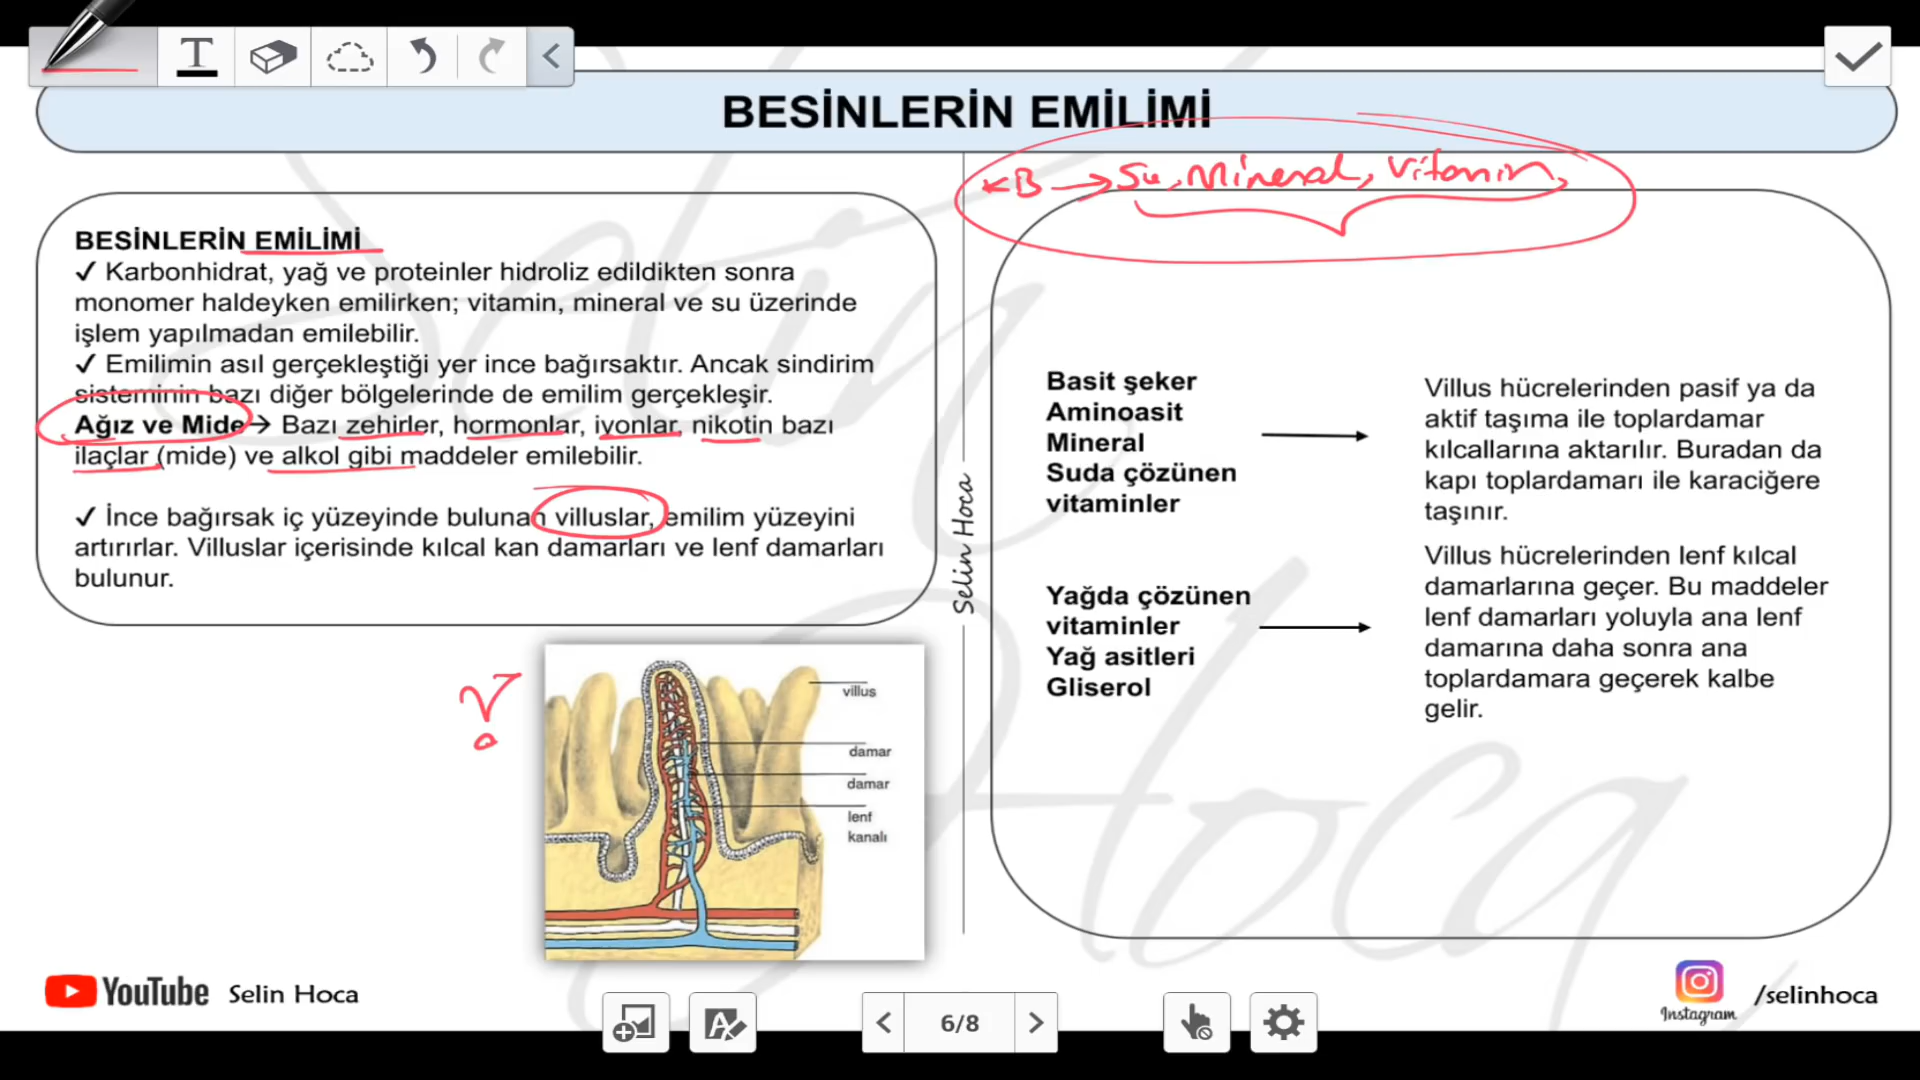 BESİNLERİN EMİLİMİ
KB → Su, Mineral, Vitamin,
BESİNLERİN EMİLİMİ
✓ Karbonhidrat, yağ ve proteinler hidroliz edildikten sonra
monomer haldeyken emilirken; vitamin, mineral ve su üzerinde
işlem yapılmadan emilebilir.
✓ Emilimin asıl gerçekleştiği yer ince bağırsaktır. Ancak sindirim
sisteminin bazı diğer bölgelerinde de emilim gerçekleşir.
Ağız ve Mide→ Bazı zehirler, hormonlar, iyonlar, nikotin bazı
ilaçlar (mide) ve alkol gibi maddeler emilebilir.
✓ İnce bağırsak iç yüzeyinde bulunan villuslar, emilim yüzeyini
artırırlar. Villuslar içerisinde kılcal kan damarları ve lenf damarları
bulunur.
villus
damar
damar
lenf
kanalı
Selin Hoca
Basit şeker
Aminoasit
Mineral
Suda çözünen
vitaminler
Villus hücrelerinden pasif ya da
aktif taşıma ile toplardamar
kılcallarına aktarılır. Buradan da
kapı toplardamarı ile karaciğere
taşınır.
Yağda çözünen
vitaminler
Yağ asitleri
Gliserol
Villus hücrelerinden lenf kılcal
damarlarına geçer. Bu maddeler
lenf damarları yoluyla ana lenf
damarına daha sonra ana
toplardamara geçerek kalbe
gelir.
Selin Hoca
YouTube Selin Hoca
6/8
Instagram /selinhoca